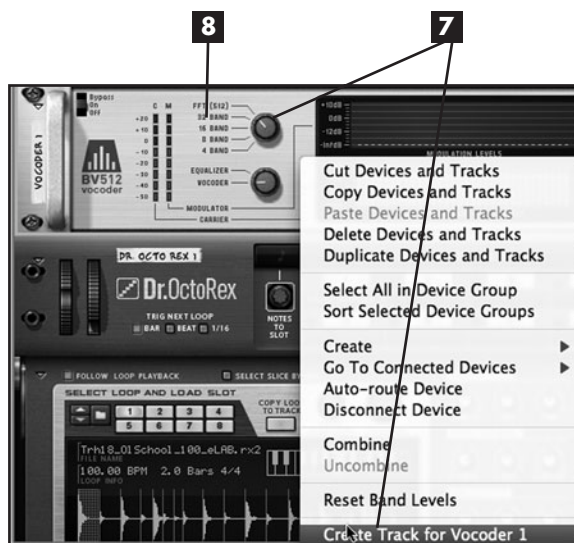 8 7
Bypass
On
Off
C M
FFT (512)
32 BAND
16 BAND
8 BAND
4 BAND
+20
+10
0
-10
-20
-30
-40
-50
EQUALIZER
VOCODER
MODULATOR
CARRIER
VOCODER 1
BV512
vocoder
+10dB
0dB
-12dB
-InfdB
MODULATION LEVELS
DR. OCTO REX 1
Dr.OctoRex
TRIG NEXT LOOP
BAR BEAT 1/16
NOTES
TO
SLOT
FOLLOW LOOP PLAYBACK SELECT SLICE BY
SELECT LOOP AND LOAD SLOT
COPY LOO
TO TRACK
1 2 3 4
5 6 7 8
Trh18_OlSchool_100_eLAB.rx2
FILE NAME
100.00 BPM 2.0 Bars 4/4
LOOP INFO
Cut Devices and Tracks
Copy Devices and Tracks
Paste Devices and Tracks
Delete Devices and Tracks
Duplicate Devices and Tracks
Select All in Device Group
Sort Selected Device Groups
Create
Go To Connected Devices
Auto-route Device
Disconnect Device
Combine
Uncombine
Reset Band Levels
Create Track for Vocoder 1